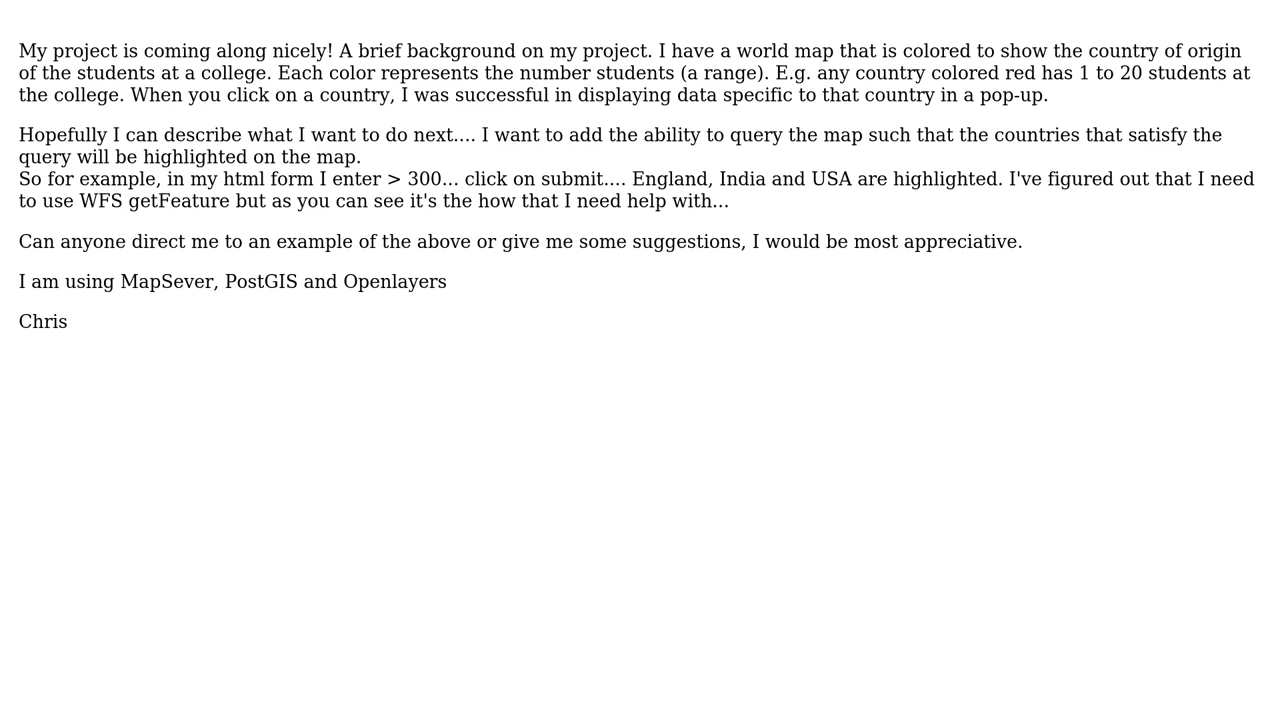 My project is coming along nicely! A brief background on my project. I have a world map that is colored to show the country of origin
of the students at a college. Each color represents the number students (a range). E.g. any country colored red has 1 to 20 students at
the college. When you click on a country, I was successful in displaying data specific to that country in a pop-up.
Hopefully I can describe what I want to do next.... I want to add the ability to query the map such that the countries that satisfy the
query will be highlighted on the map.
So for example, in my html form I enter > 300... click on submit.... England, India and USA are highlighted. I've figured out that I need
to use WFS getFeature but as you can see it's the how that I need help with...
Can anyone direct me to an example of the above or give me some suggestions, I would be most appreciative.
I am using MapSever, PostGIS and Openlayers
Chris